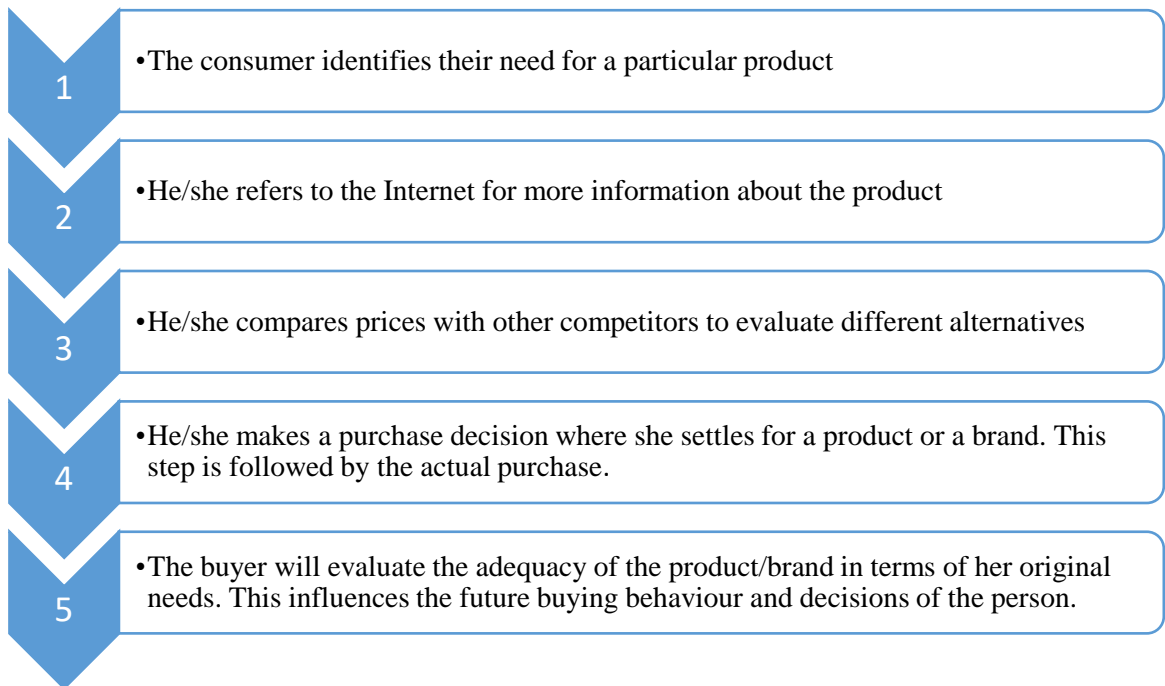 1
•The consumer identifies their need for a particular product
2
•He/she refers to the Internet for more information about the product
3
•He/she compares prices with other competitors to evaluate different alternatives
4
•He/she makes a purchase decision where she settles for a product or a brand. This
step is followed by the actual purchase.
5
•The buyer will evaluate the adequacy of the product/brand in terms of her original
needs. This influences the future buying behaviour and decisions of the person.